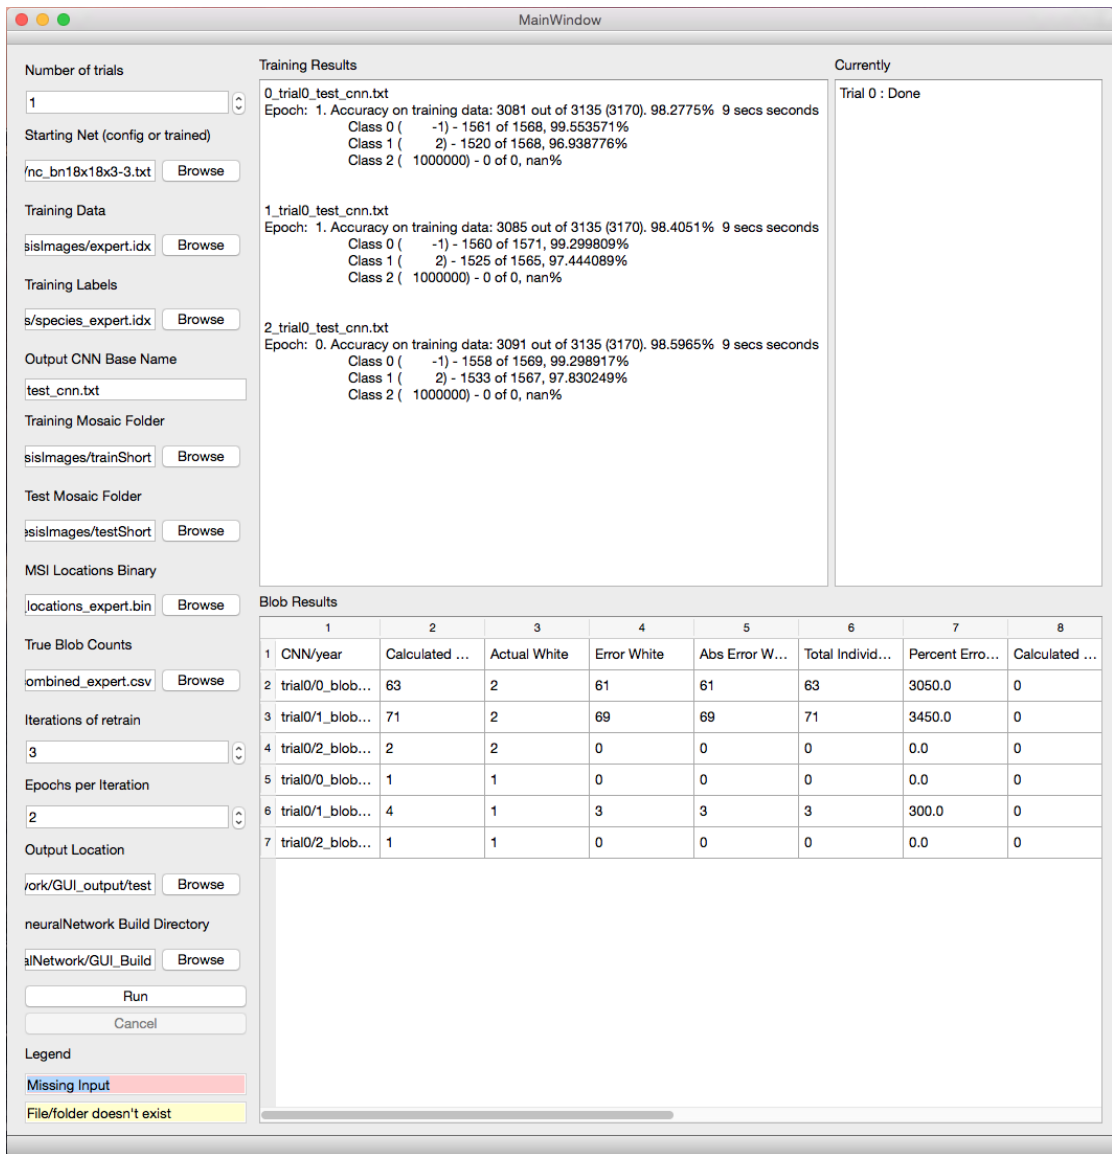 MainWindow
Number of trials
1
Starting Net (config or trained)
/nc_bn18x18x3-3.txt Browse
Training Data
sisImages/expert.idx Browse
Training Labels
s/species_expert.idx Browse
Output CNN Base Name
test_cnn.txt
Training Mosaic Folder
sisImages/trainShort Browse
Test Mosaic Folder
esisImages/testShort Browse
MSI Locations Binary
locations_expert.bin Browse
True Blob Counts
ombined_expert.csv Browse
Iterations of retrain
3
Epochs per Iteration
2
Output Location
work/GUI_output/test Browse
neuralNetwork Build Directory
alNetwork/GUI_Build Browse
Run
Cancel
Legend
Missing Input
File/folder doesn't exist
Training Results
0_trial0_test_cnn.txt
Epoch: 1. Accuracy on training data: 3081 out of 3135 (3170). 98.2775% 9 secs seconds
Class 0 ( -1) - 1561 of 1568, 99.553571%
Class 1 ( 2) - 1520 of 1568, 96.938776%
Class 2 ( 1000000) - 0 of 0, nan%
1_trial0_test_cnn.txt
Epoch: 1. Accuracy on training data: 3085 out of 3135 (3170). 98.4051% 9 secs seconds
Class 0 ( -1) - 1560 of 1571, 99.299809%
Class 1 ( 2) - 1525 of 1565, 97.444089%
Class 2 ( 1000000) - 0 of 0, nan%
2_trial0_test_cnn.txt
Epoch: 0. Accuracy on training data: 3091 out of 3135 (3170). 98.5965% 9 secs seconds
Class 0 ( -1) - 1558 of 1569, 99.298917%
Class 1 ( 2) - 1533 of 1567, 97.830249%
Class 2 ( 1000000) - 0 of 0, nan%
Currently
Trial 0 : Done
Blob Results
1 2 3 4 5 6 7 8
1 CNN/year Calculated ... Actual White Error White Abs Error W... Total Individ... Percent Erro... Calculated ...
2 trial0/0_blob... 63 2 61 61 63 3050.0 0
3 trial0/1_blob... 71 2 69 69 71 3450.0 0
4 trial0/2_blob... 2 2 0 0 0 0.0 0
5 trial0/0_blob... 1 1 0 0 0 0.0 0
6 trial0/1_blob... 4 1 3 3 3 300.0 0
7 trial0/2_blob... 1 1 0 0 0 0.0 0